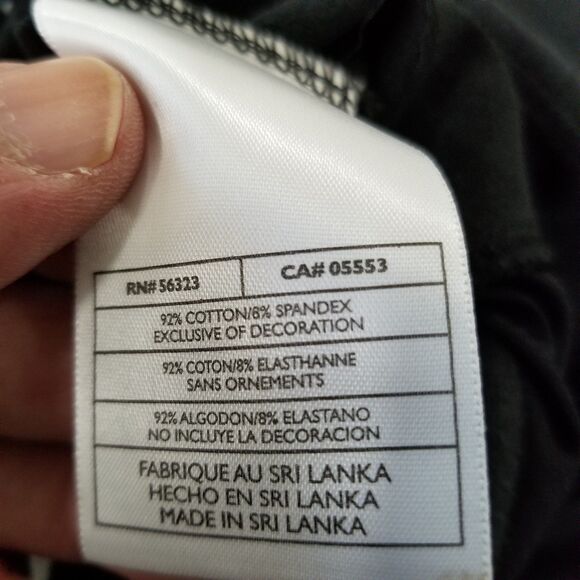 RN# 56323 CA# 05553
92% COTTON/8% SPANDEX
EXCLUSIVE OF DECORATION
92% COTON/8% ELASTHANNE
SANS ORNEMENTS
92% ALGODON/8% ELASTANO
NO INCLUYE LA DECORACION
FABRIQUE AU SRI LANKA
HECHO EN SRI LANKA
MADE IN SRI LANKA